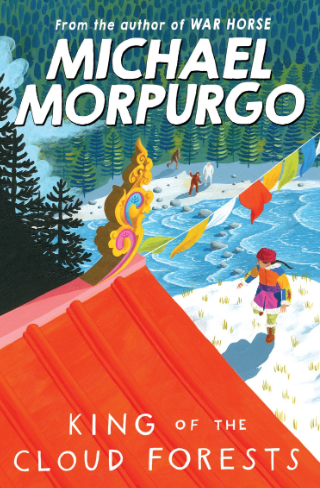 From the author of WAR HORSE
MICHAEL
MORPURGO
KING OF THE
CLOUD FORESTS